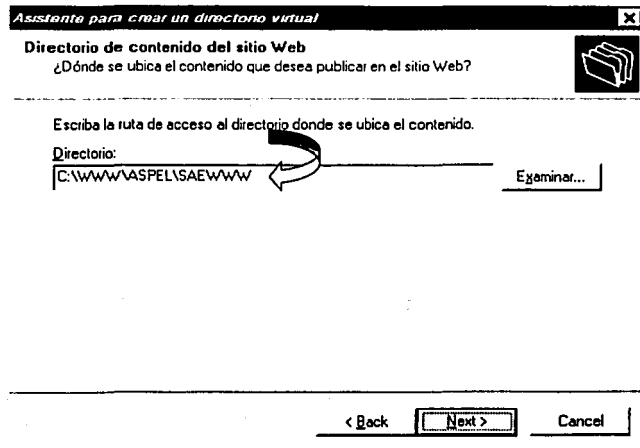 Asistente para crear un directorio virtual
Directorio de contenido del sitio Web
¿Dónde se ubica el contenido que desea publicar en el sitio Web?
Escriba la ruta de acceso al directorio donde se ubica el contenido.
Directorio:
C:\WWW\ASPEL\SAEWWW
Examinar...
< Back
Next >
Cancel